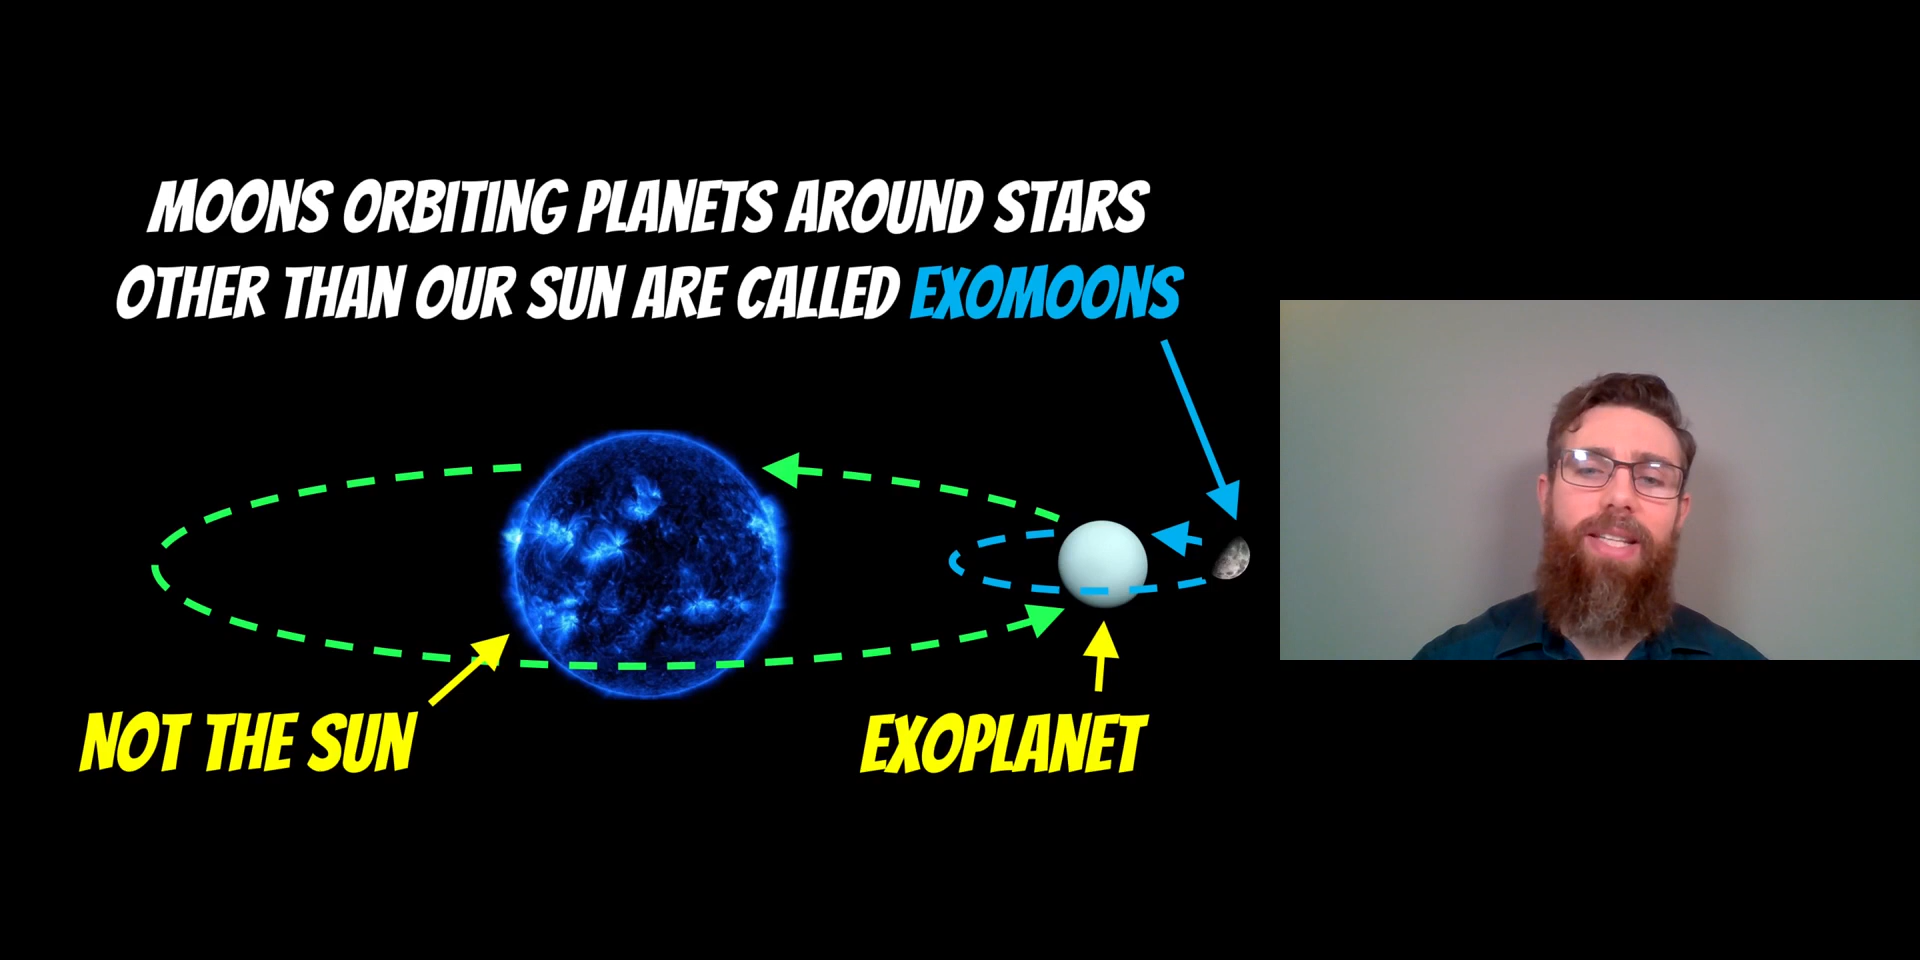 MOONS ORBITING PLANETS AROUND STARS
OTHER THAN OUR SUN ARE CALLED EXOMOONS
NOT THE SUN
EXOPLANET